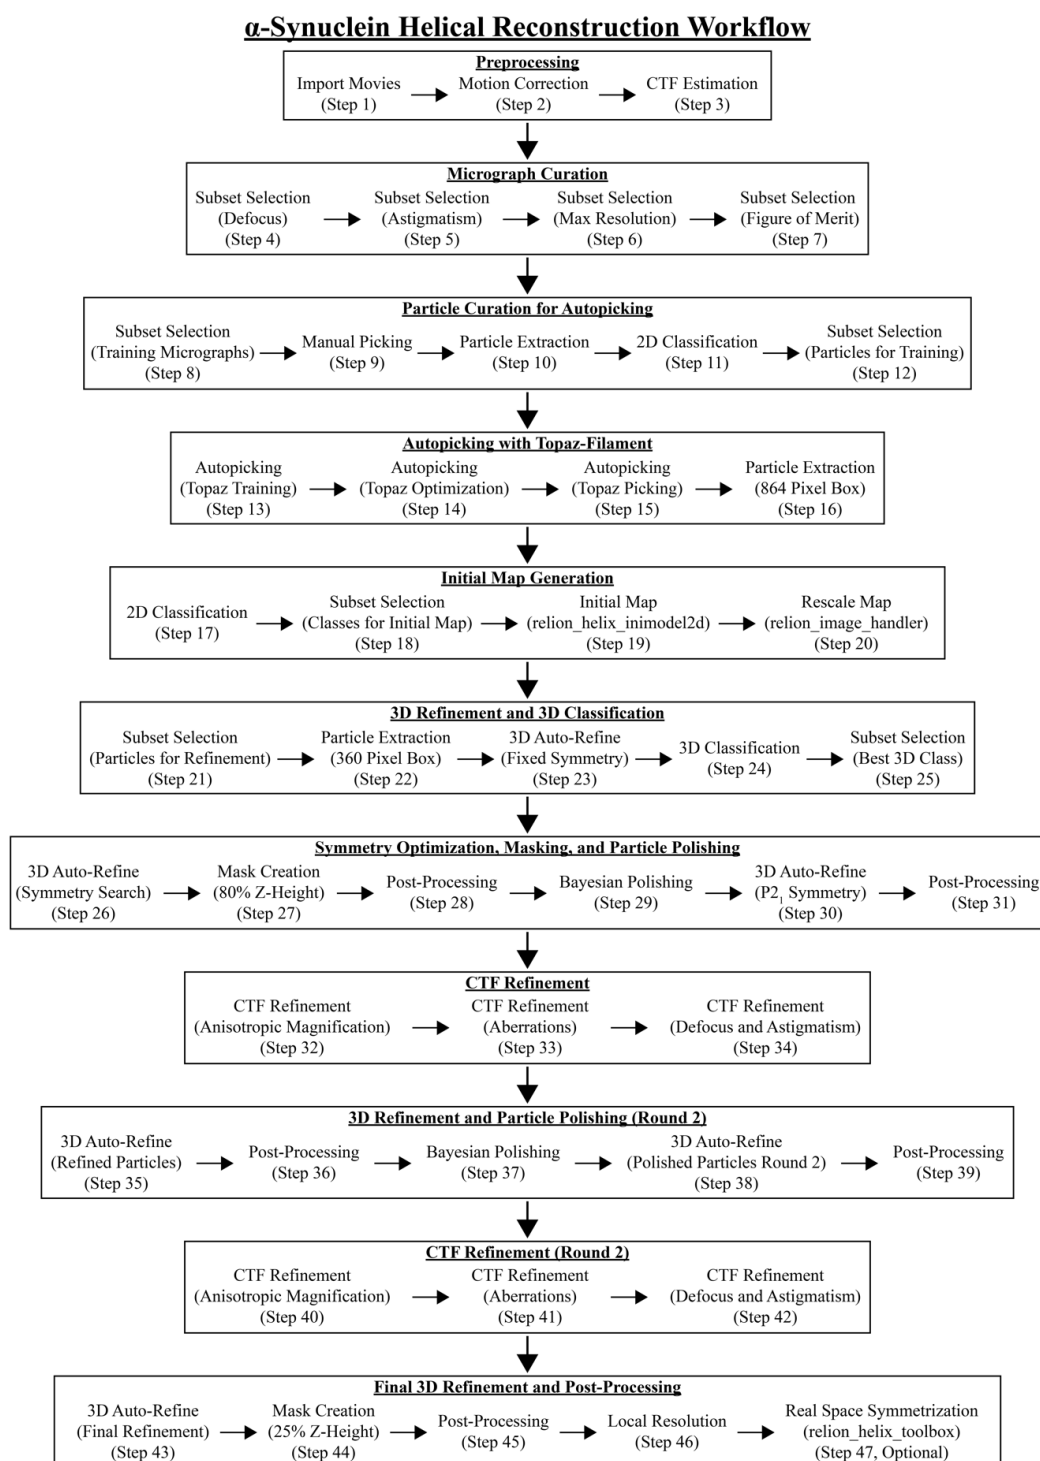 α-Synuclein Helical Reconstruction Workflow
Preprocessing
Import Movies
(Step 1)
Motion Correction
(Step 2)
CTF Estimation
(Step 3)
Micrograph Curation
Subset Selection
(Defocus)
(Step 4)
Subset Selection
(Astigmatism)
(Step 5)
Subset Selection
(Max Resolution)
(Step 6)
Subset Selection
(Figure of Merit)
(Step 7)
Particle Curation for Autopicking
Subset Selection
(Training Micrographs)
(Step 8)
Manual Picking
(Step 9)
Particle Extraction
(Step 10)
2D Classification
(Step 11)
Subset Selection
(Particles for Training)
(Step 12)
Autopicking with Topaz-Filament
Autopicking
(Topaz Training)
(Step 13)
Autopicking
(Topaz Optimization)
(Step 14)
Autopicking
(Topaz Picking)
(Step 15)
Particle Extraction
(864 Pixel Box)
(Step 16)
Initial Map Generation
2D Classification
(Step 17)
Subset Selection
(Classes for Initial Map)
(Step 18)
Initial Map
(relion_helix_inimodel2d)
(Step 19)
Rescale Map
(relion_image_handler)
(Step 20)
3D Refinement and 3D Classification
Subset Selection
(Particles for Refinement)
(Step 21)
Particle Extraction
(360 Pixel Box)
(Step 22)
3D Auto-Refine
(Fixed Symmetry)
(Step 23)
3D Classification
(Step 24)
Subset Selection
(Best 3D Class)
(Step 25)
Symmetry Optimization, Masking, and Particle Polishing
3D Auto-Refine
(Symmetry Search)
(Step 26)
Mask Creation
(80% Z-Height)
(Step 27)
Post-Processing
(Step 28)
Bayesian Polishing
(Step 29)
3D Auto-Refine
(P2₁ Symmetry)
(Step 30)
Post-Processing
(Step 31)
CTF Refinement
CTF Refinement
(Anisotropic Magnification)
(Step 32)
CTF Refinement
(Aberrations)
(Step 33)
CTF Refinement
(Defocus and Astigmatism)
(Step 34)
3D Refinement and Particle Polishing (Round 2)
3D Auto-Refine
(Refined Particles)
(Step 35)
Post-Processing
(Step 36)
Bayesian Polishing
(Step 37)
3D Auto-Refine
(Polished Particles Round 2)
(Step 38)
Post-Processing
(Step 39)
CTF Refinement (Round 2)
CTF Refinement
(Anisotropic Magnification)
(Step 40)
CTF Refinement
(Aberrations)
(Step 41)
CTF Refinement
(Defocus and Astigmatism)
(Step 42)
Final 3D Refinement and Post-Processing
3D Auto-Refine
(Final Refinement)
(Step 43)
Mask Creation
(25% Z-Height)
(Step 44)
Post-Processing
(Step 45)
Local Resolution
(Step 46)
Real Space Symmetrization
(relion_helix_toolbox)
(Step 47, Optional)